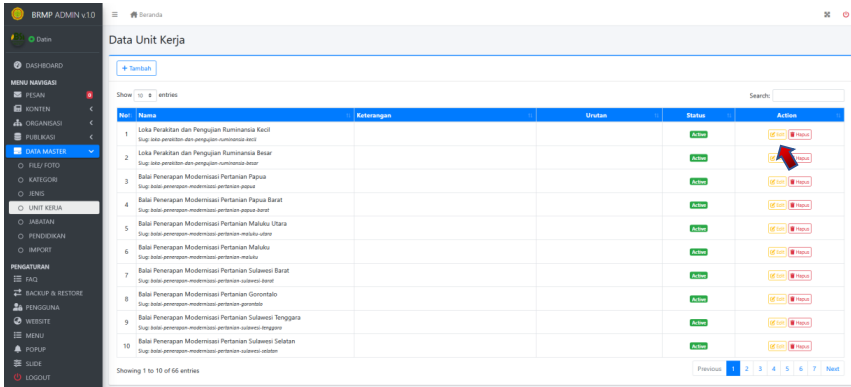 BRMP ADMIN v.1.0
Beranda
Datin
Data Unit Kerja
DASHBOARD
+ Tambah
MENU NAVIGASI
PESAN 0
KONTEN
ORGANISASI
PUBLIKASI
DATA MASTER
FILE/ FOTO
KATEGORI
JENIS
UNIT KERJA
JABATAN
PENDIDIKAN
IMPORT
PENGATURAN
FAQ
BACKUP & RESTORE
PENGGUNA
WEBSITE
MENU
POPUP
SLIDE
LOGOUT
Show 10 entries
Search:
No Nama Keterangan Urutan Status Action
1 Loka Perakitan dan Pengujian Ruminansia Kecil Active Edit Hapus
Slug: loka-perakitan-dan-pengujian-ruminansia-kecil
2 Loka Perakitan dan Pengujian Ruminansia Besar Active Hapus
Slug: loka-perakitan-dan-pengujian-ruminansia-besar
3 Balai Penerapan Modernisasi Pertanian Papua Active Edit Hapus
Slug: balai-penerapan-modernisasi-pertanian-papua
4 Balai Penerapan Modernisasi Pertanian Papua Barat Active Edit Hapus
Slug: balai-penerapan-modernisasi-pertanian-papua-barat
5 Balai Penerapan Modernisasi Pertanian Maluku Utara Active Edit Hapus
Slug: balai-penerapan-modernisasi-pertanian-maluku-utara
6 Balai Penerapan Modernisasi Pertanian Maluku Active Edit Hapus
Slug: balai-penerapan-modernisasi-pertanian-maluku
7 Balai Penerapan Modernisasi Pertanian Sulawesi Barat Active Edit Hapus
Slug: balai-penerapan-modernisasi-pertanian-sulawesi-barat
8 Balai Penerapan Modernisasi Pertanian Gorontalo Active Edit Hapus
Slug: balai-penerapan-modernisasi-pertanian-gorontalo
9 Balai Penerapan Modernisasi Pertanian Sulawesi Tenggara Active Edit Hapus
Slug: balai-penerapan-modernisasi-pertanian-sulawesi-tenggara
10 Balai Penerapan Modernisasi Pertanian Sulawesi Selatan Active Edit Hapus
Slug: balai-penerapan-modernisasi-pertanian-sulawesi-selatan
Showing 1 to 10 of 66 entries
Previous 1 2 3 4 5 6 7 Next